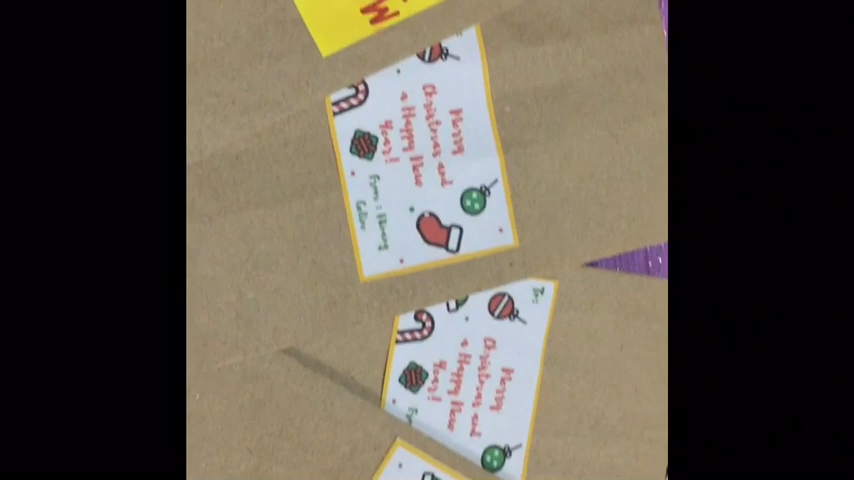 M
Merry
Christmas and
a Happy New
Year!
From: Mommy
To:
Merry
Christmas and
a Happy New
Year!